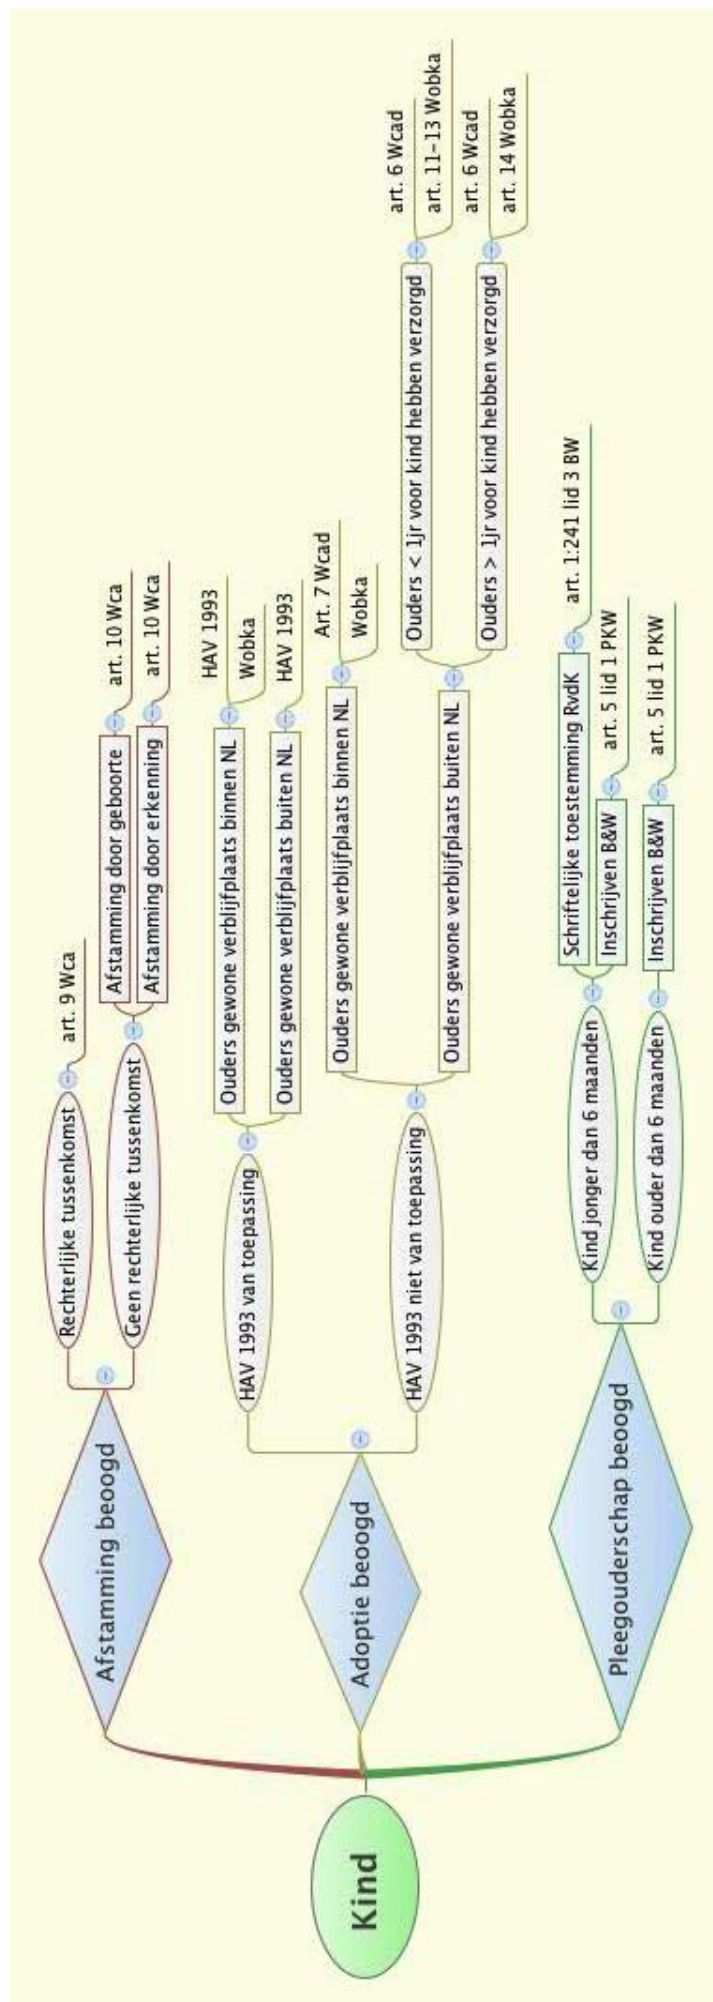 Kind
Afstamming beoogd
Rechterlijke tussenkomst
art. 9 Wca
Geen rechterlijke tussenkomst
Afstamming door geboorte
art. 10 Wca
Afstamming door erkenning
art. 10 Wca
Adoptie beoogd
HAV 1993 van toepassing
Ouders gewone verblijfplaats binnen NL
HAV 1993
Wobka
Ouders gewone verblijfplaats buiten NL
HAV 1993
HAV 1993 niet van toepassing
Ouders gewone verblijfplaats binnen NL
Art. 7 Wcad
Wobka
Ouders gewone verblijfplaats buiten NL
Ouders < 1jr voor kind hebben verzorgd
art. 6 Wcad
art. 11-13 Wobka
Ouders > 1jr voor kind hebben verzorgd
art. 6 Wcad
art. 14 Wobka
Pleegouderschap beoogd
Kind jonger dan 6 maanden
Schriftelijke toestemming RvdK
art. 1:241 lid 3 BW
Inschrijven B&W
art. 5 lid 1 PKW
Kind ouder dan 6 maanden
Inschrijven B&W
art. 5 lid 1 PKW